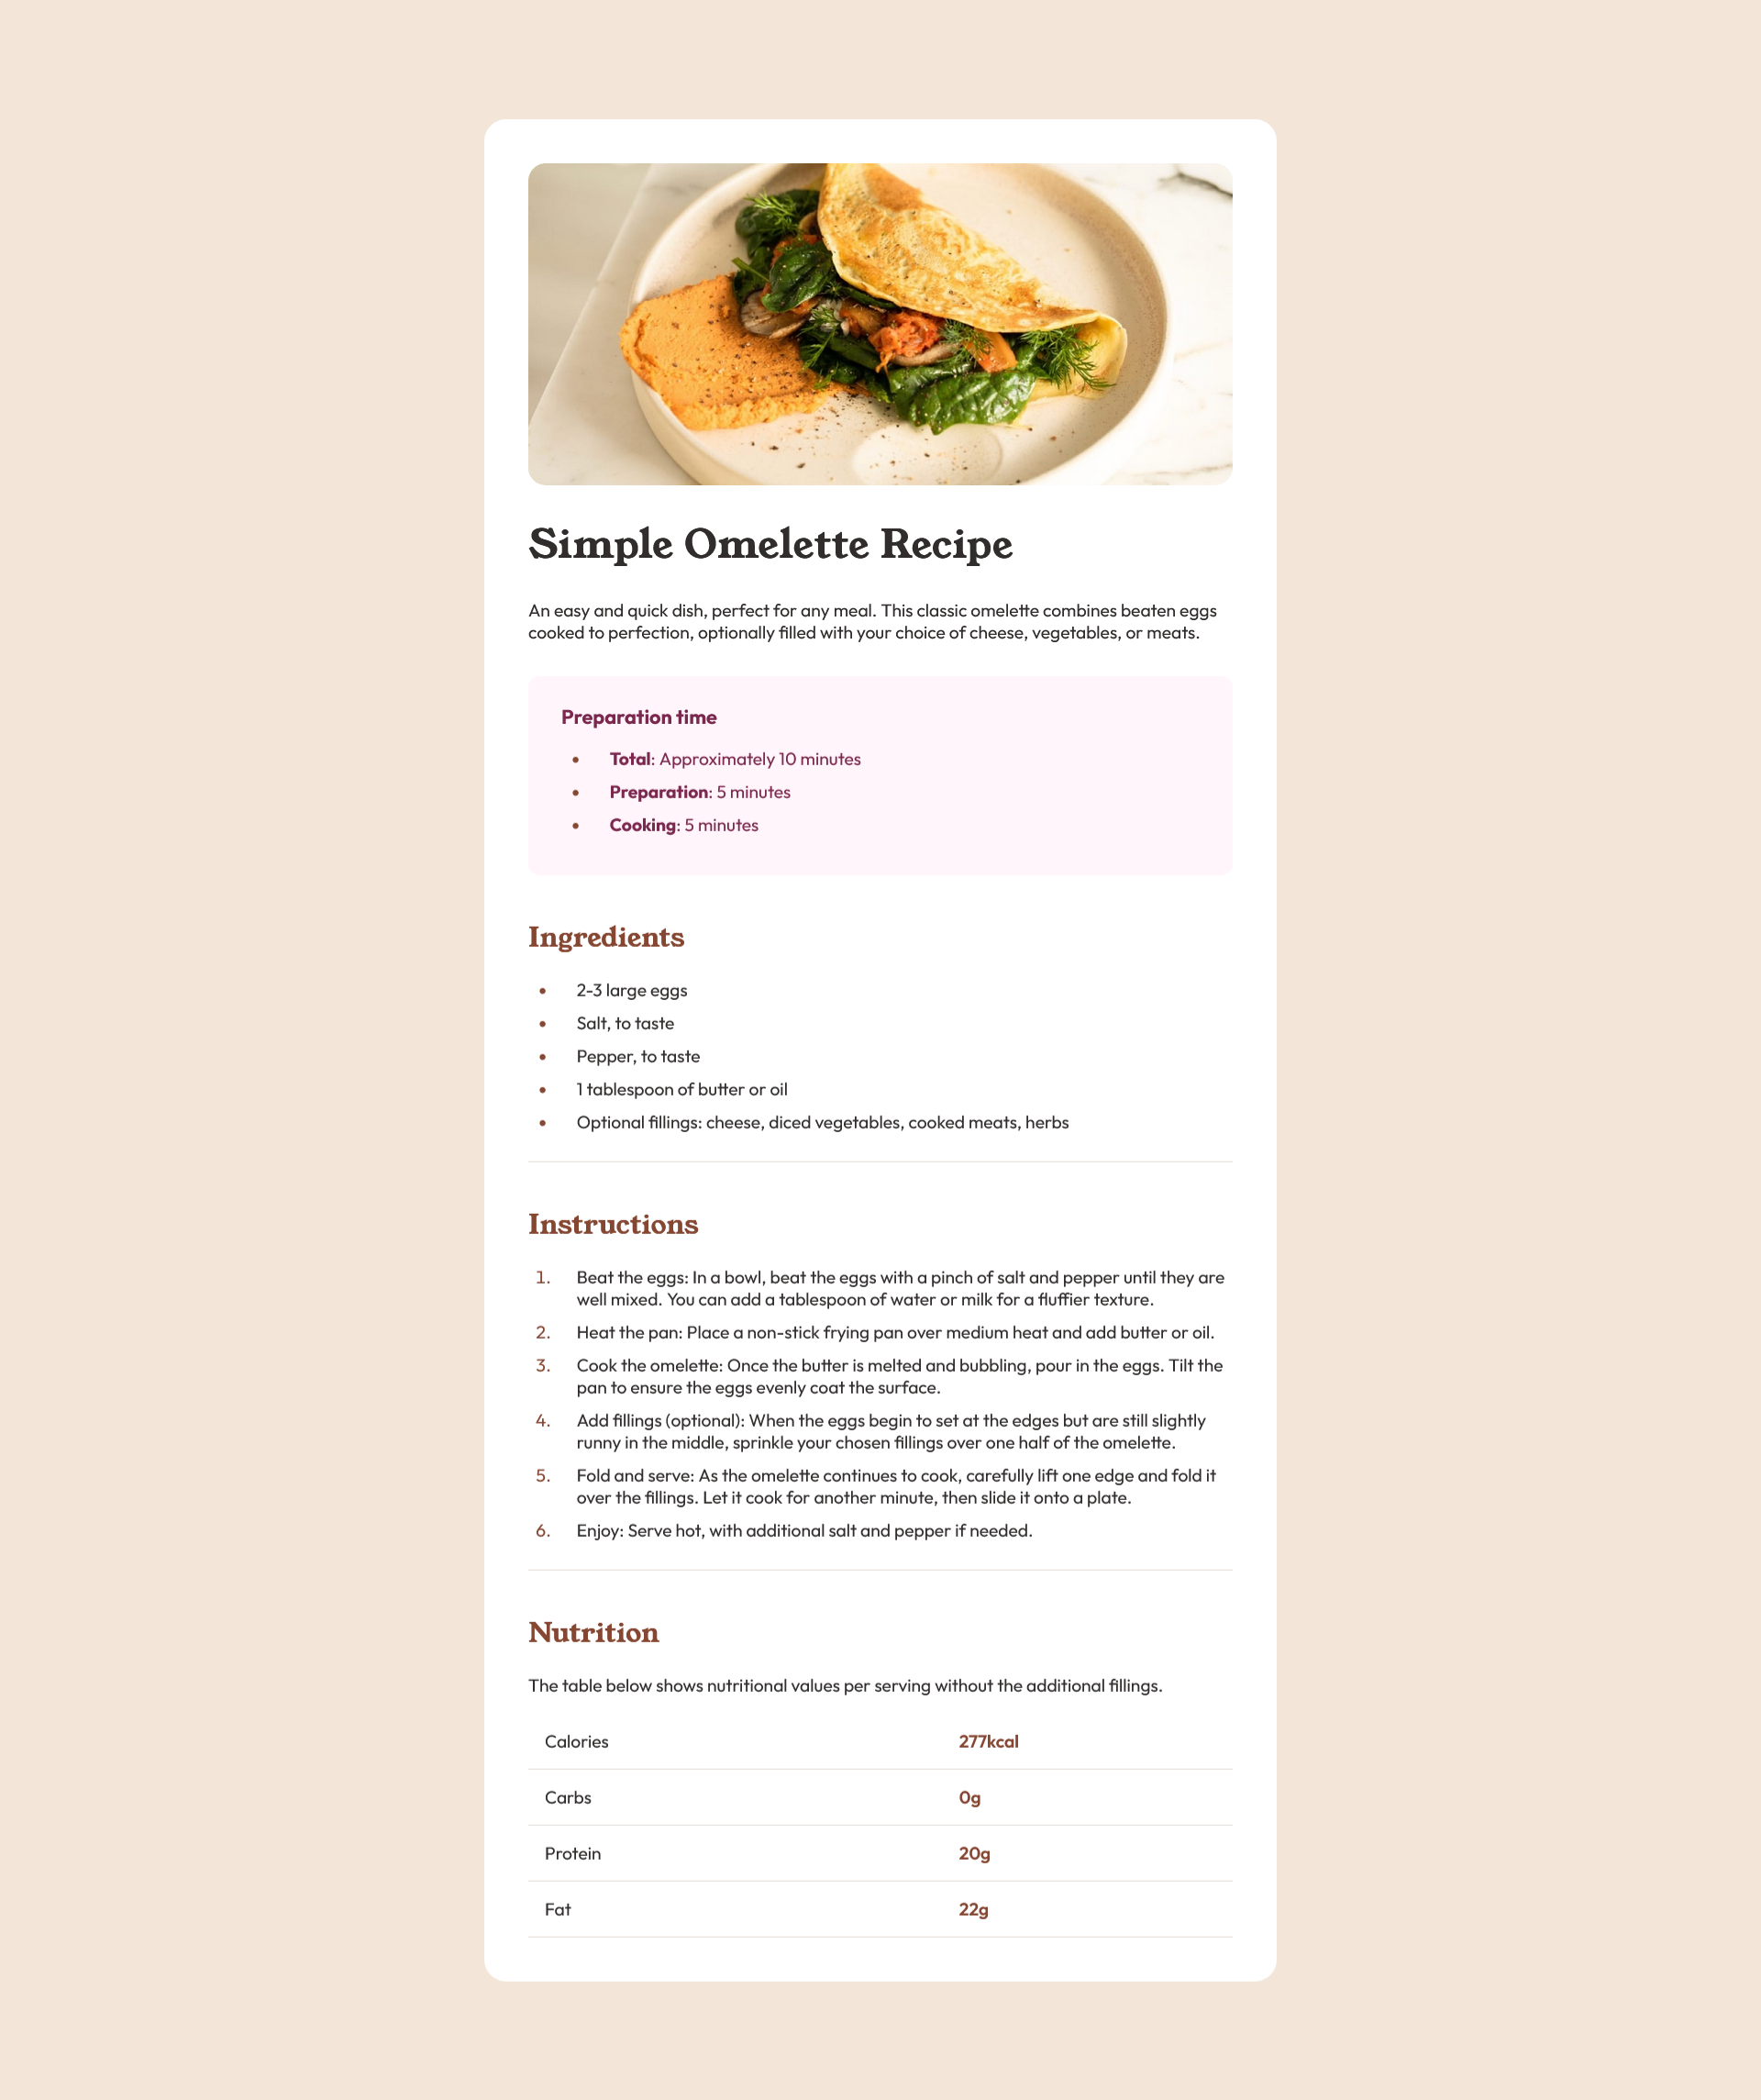 Simple Omelette Recipe
An easy and quick dish, perfect for any meal. This classic omelette combines beaten eggs
cooked to perfection, optionally filled with your choice of cheese, vegetables, or meats.
Preparation time
• Total: Approximately 10 minutes
• Preparation: 5 minutes
• Cooking: 5 minutes
Ingredients
• 2-3 large eggs
• Salt, to taste
• Pepper, to taste
• 1 tablespoon of butter or oil
• Optional fillings: cheese, diced vegetables, cooked meats, herbs
Instructions
1. Beat the eggs: In a bowl, beat the eggs with a pinch of salt and pepper until they are
well mixed. You can add a tablespoon of water or milk for a fluffier texture.
2. Heat the pan: Place a non-stick frying pan over medium heat and add butter or oil.
3. Cook the omelette: Once the butter is melted and bubbling, pour in the eggs. Tilt the
pan to ensure the eggs evenly coat the surface.
4. Add fillings (optional): When the eggs begin to set at the edges but are still slightly
runny in the middle, sprinkle your chosen fillings over one half of the omelette.
5. Fold and serve: As the omelette continues to cook, carefully lift one edge and fold it
over the fillings. Let it cook for another minute, then slide it onto a plate.
6. Enjoy: Serve hot, with additional salt and pepper if needed.
Nutrition
The table below shows nutritional values per serving without the additional fillings.
Calories 277kcal
Carbs 0g
Protein 20g
Fat 22g